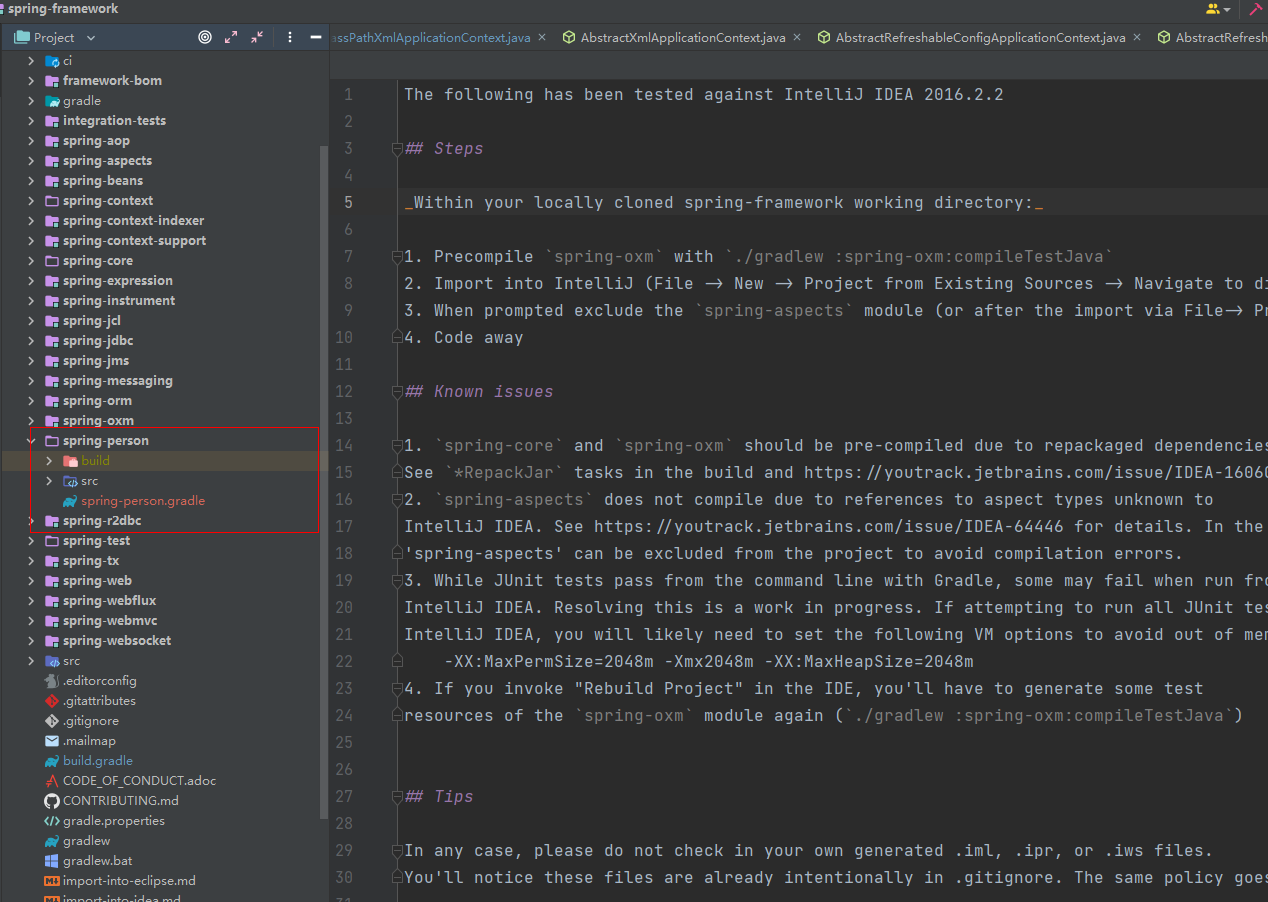 spring-framework
Project
assPathXmlApplicationContext.java
AbstractXmlApplicationContext.java
AbstractRefreshableConfigApplicationContext.java
AbstractRefresh
ci
framework-bom
gradle
integration-tests
spring-aop
spring-aspects
spring-beans
spring-context
spring-context-indexer
spring-context-support
spring-core
spring-expression
spring-instrument
spring-jcl
spring-jdbc
spring-jms
spring-messaging
spring-orm
spring-oxm
spring-person
build
src
spring-person.gradle
spring-r2dbc
spring-test
spring-tx
spring-web
spring-webflux
spring-webmvc
spring-websocket
src
.editorconfig
.gitattributes
.gitignore
.mailmap
build.gradle
CODE_OF_CONDUCT.adoc
CONTRIBUTING.md
gradle.properties
gradlew
gradlew.bat
import-into-eclipse.md
import-into-idea.md
1 The following has been tested against IntelliJ IDEA 2016.2.2
2
3 ## Steps
4
5 _Within your locally cloned spring-framework working directory:_
6
7 1. Precompile `spring-oxm` with `./gradlew :spring-oxm:compileTestJava`
8 2. Import into IntelliJ (File -> New -> Project from Existing Sources -> Navigate to di
9 3. When prompted exclude the `spring-aspects` module (or after the import via File-> Pr
10 4. Code away
11
12 ## Known issues
13
14 1. `spring-core` and `spring-oxm` should be pre-compiled due to repackaged dependencies
15 See `*RepackJar` tasks in the build and https://youtrack.jetbrains.com/issue/IDEA-16060
16 2. `spring-aspects` does not compile due to references to aspect types unknown to
17 IntelliJ IDEA. See https://youtrack.jetbrains.com/issue/IDEA-64446 for details. In the
18 'spring-aspects' can be excluded from the project to avoid compilation errors.
19 3. While JUnit tests pass from the command line with Gradle, some may fail when run fro
20 IntelliJ IDEA. Resolving this is a work in progress. If attempting to run all JUnit tes
21 IntelliJ IDEA, you will likely need to set the following VM options to avoid out of mem
22 -XX:MaxPermSize=2048m -Xmx2048m -XX:MaxHeapSize=2048m
23 4. If you invoke "Rebuild Project" in the IDE, you'll have to generate some test
24 resources of the `spring-oxm` module again (`./gradlew :spring-oxm:compileTestJava`)
25
26
27 ## Tips
28
29 In any case, please do not check in your own generated .iml, .ipr, or .iws files.
30 You'll notice these files are already intentionally in .gitignore. The same policy goes
31